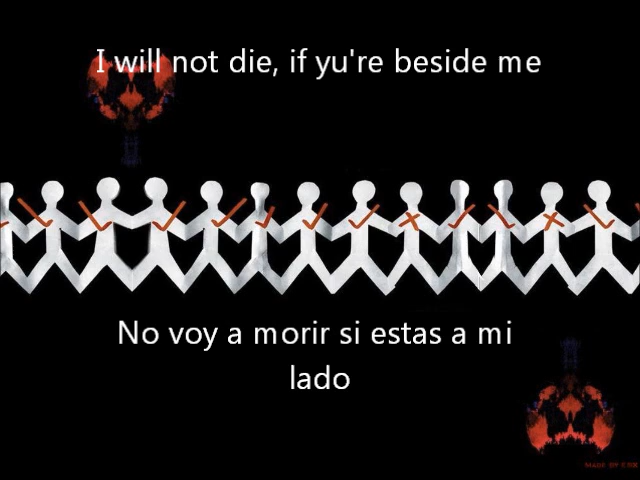 I will not die, if yu're beside me
No voy a morir si estas a mi
lado